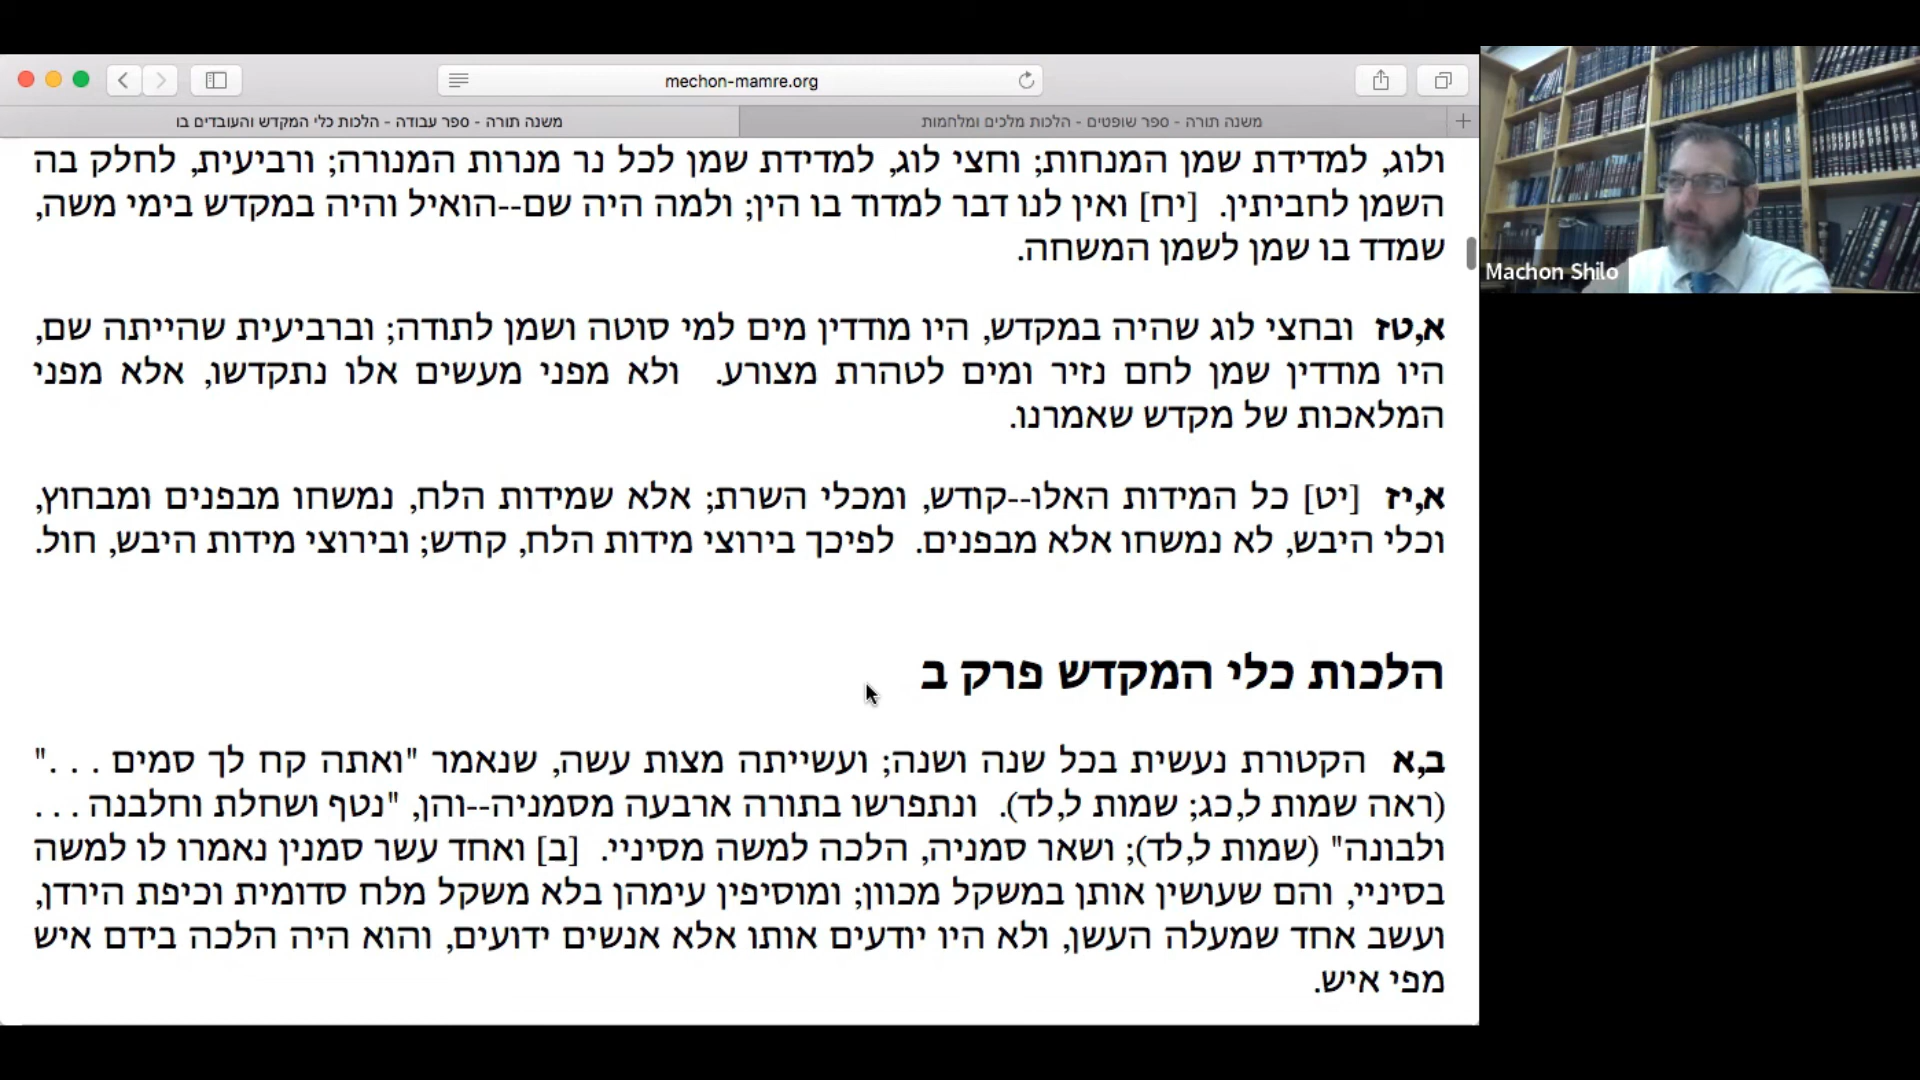 mechon-mamre.org
משנה תורה - ספר עבודה - הלכות כלי המקדש והעובדים בו
משנה תורה - ספר שופטים - הלכות מלכים ומלחמות
ולוג, למדידת שמן המנחות; וחצי לוג, למדידת שמן לכל נר מנרות המנורה; ורביעית, לחלק בה
השמן לחביתין.  [יח] ואין לנו דבר למדוד בו הין; ולמה היה שם--הואיל והיה במקדש בימי משה,
שמדד בו שמן לשמן המשחה.
א,טז  ובחצי לוג שהיה במקדש, היו מודדין מים למי סוטה ושמן לתודה; וברביעית שהייתה שם,
היו מודדין שמן לחם נזיר ומים לטהרת מצורע.  ולא מפני מעשים אלו נתקדשו, אלא מפני
המלאכות של מקדש שאמרנו.
א,יז  [יט] כל המידות האלו--קודש, ומכלי השרת; אלא שמידות הלח, נמשחו מבפנים ומבחוץ,
וכלי היבש, לא נמשחו אלא מבפנים.  לפיכך בירוצי מידות הלח, קודש; ובירוצי מידות היבש, חול.
הלכות כלי המקדש פרק ב
ב,א  הקטורת נעשית בכל שנה ושנה; ועשייתה מצות עשה, שנאמר "ואתה קח לך סמים . . ."
(ראה שמות ל,כג; שמות ל,לד).  ונתפרשו בתורה ארבעה מסמניה--והן, "נטף ושחלת וחלבנה . . .
ולבונה" (שמות ל,לד); ושאר סמניה, הלכה למשה מסיניי.  [ב] ואחד עשר סמנין נאמרו לו למשה
בסיניי, והם שעושין אותן במשקל מכוון; ומוסיפין עימהן בלא משקל מלח סדומית וכיפת הירדן,
ועשב אחד שמעלה העשן, ולא היו יודעים אותו אלא אנשים ידועים, והוא היה הלכה בידם איש
מפי איש.
Machon Shilo